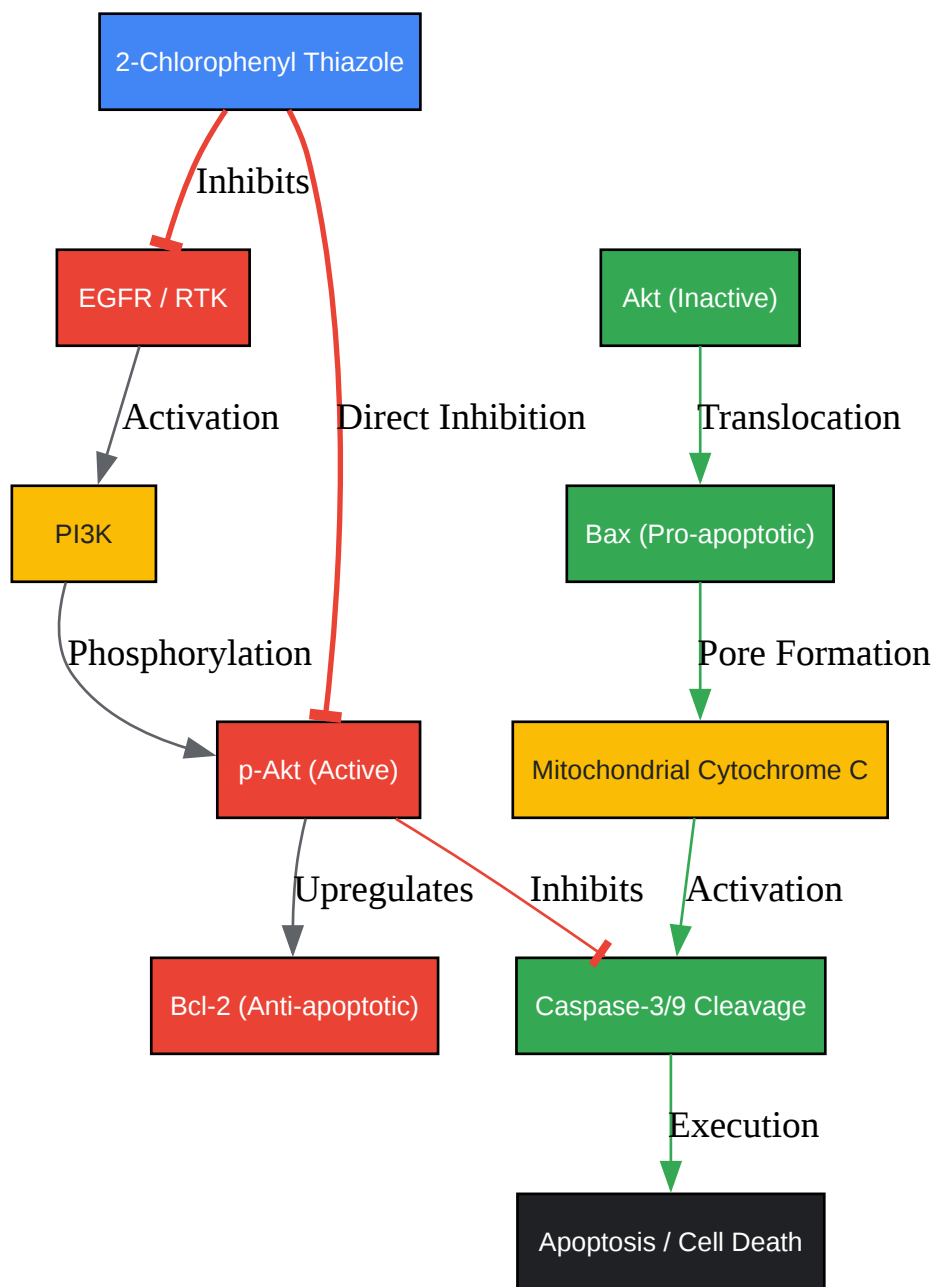 2-Chlorophenyl Thiazole
Inhibits
EGFR / RTK
Akt (Inactive)
Activation
Direct Inhibition
Translocation
PI3K
Bax (Pro-apoptotic)
Phosphorylation
Pore Formation
p-Akt (Active)
Mitochondrial Cytochrome C
Upregulates
Inhibits
Activation
Bcl-2 (Anti-apoptotic)
Caspase-3/9 Cleavage
Execution
Apoptosis / Cell Death